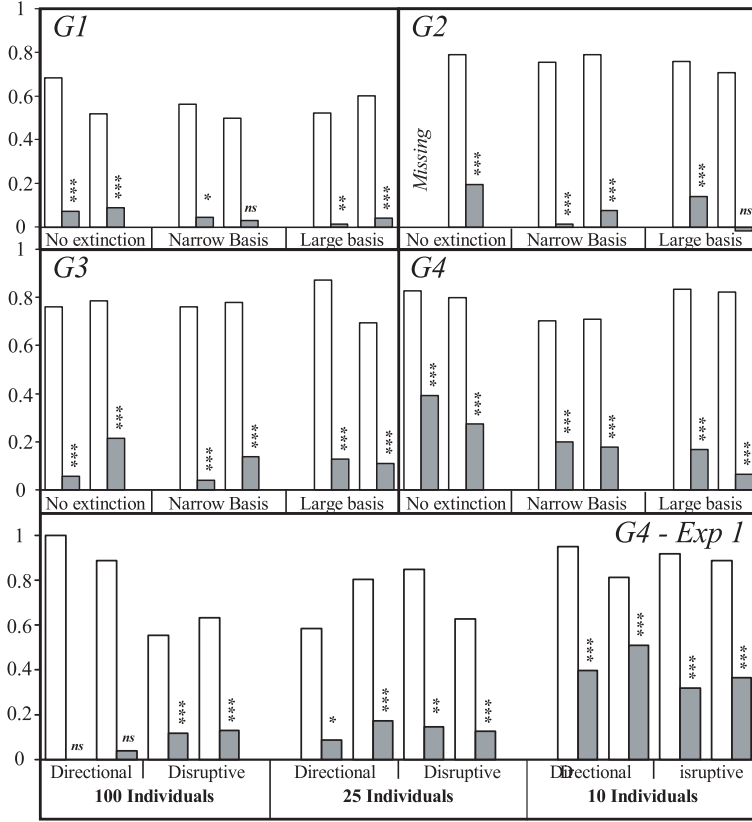 1
G1
G2
0.8
0.6
Missing
0.4
0.2
*** *** * ns ** *** *** *** *** *** ns
0
No extinction Narrow Basis Large basis No extinction Narrow Basis Large basis
1
G3
G4
0.8
0.6
0.4
0.2
*** *** *** *** *** *** *** *** *** *** *** ***
0
No extinction Narrow Basis Large basis No extinction Narrow Basis Large basis
1
G4 - Exp 1
0.8
0.6
0.4
0.2
ns ns *** *** * *** ** *** *** *** *** ***
0
Directional Disruptive Directional Disruptive Directional isruptive
100 Individuals 25 Individuals 10 Individuals